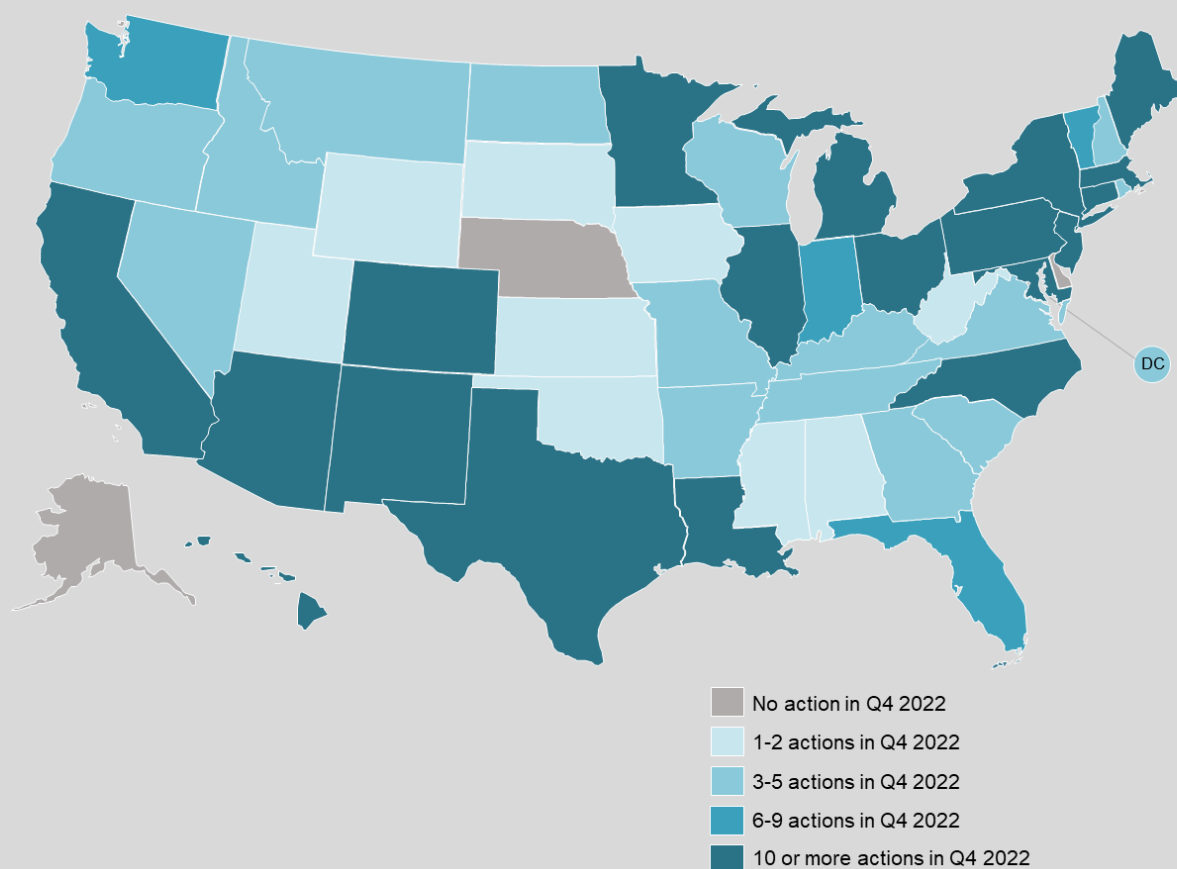 DC
No action in Q4 2022
1-2 actions in Q4 2022
3-5 actions in Q4 2022
6-9 actions in Q4 2022
10 or more actions in Q4 2022